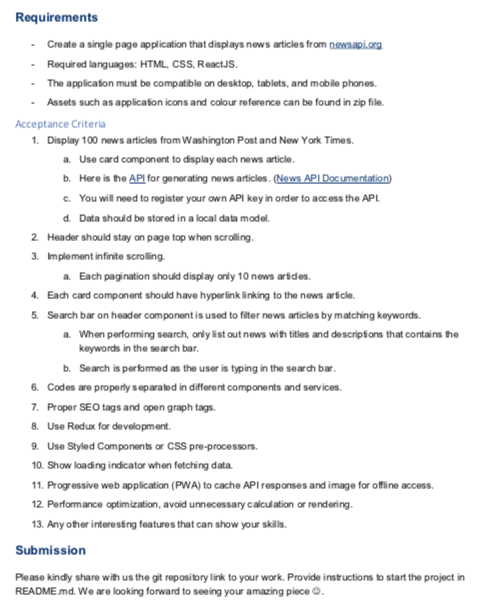 Requirements
- Create a single page application that displays news articles from newsapi.org
- Required languages: HTML, CSS, ReactJS.
- The application must be compatible on desktop, tablets, and mobile phones.
- Assets such as application icons and colour reference can be found in zip file.
Acceptance Criteria
1. Display 100 news articles from Washington Post and New York Times.
a. Use card component to display each news article.
b. Here is the API for generating news articles. (News API Documentation)
c. You will need to register your own API key in order to access the API.
d. Data should be stored in a local data model.
2. Header should stay on page top when scrolling.
3. Implement infinite scrolling.
a. Each pagination should display only 10 news articles.
4. Each card component should have hyperlink linking to the news article.
5. Search bar on header component is used to filter news articles by matching keywords.
a. When performing search, only list out news with titles and descriptions that contains the
keywords in the search bar.
b. Search is performed as the user is typing in the search bar.
6. Codes are properly separated in different components and services.
7. Proper SEO tags and open graph tags.
8. Use Redux for development.
9. Use Styled Components or CSS pre-processors.
10. Show loading indicator when fetching data.
11. Progressive web application (PWA) to cache API responses and image for offline access.
12. Performance optimization, avoid unnecessary calculation or rendering.
13. Any other interesting features that can show your skills.
Submission
Please kindly share with us the git repository link to your work. Provide instructions to start the project in
README.md. We are looking forward to seeing your amazing piece ☺.